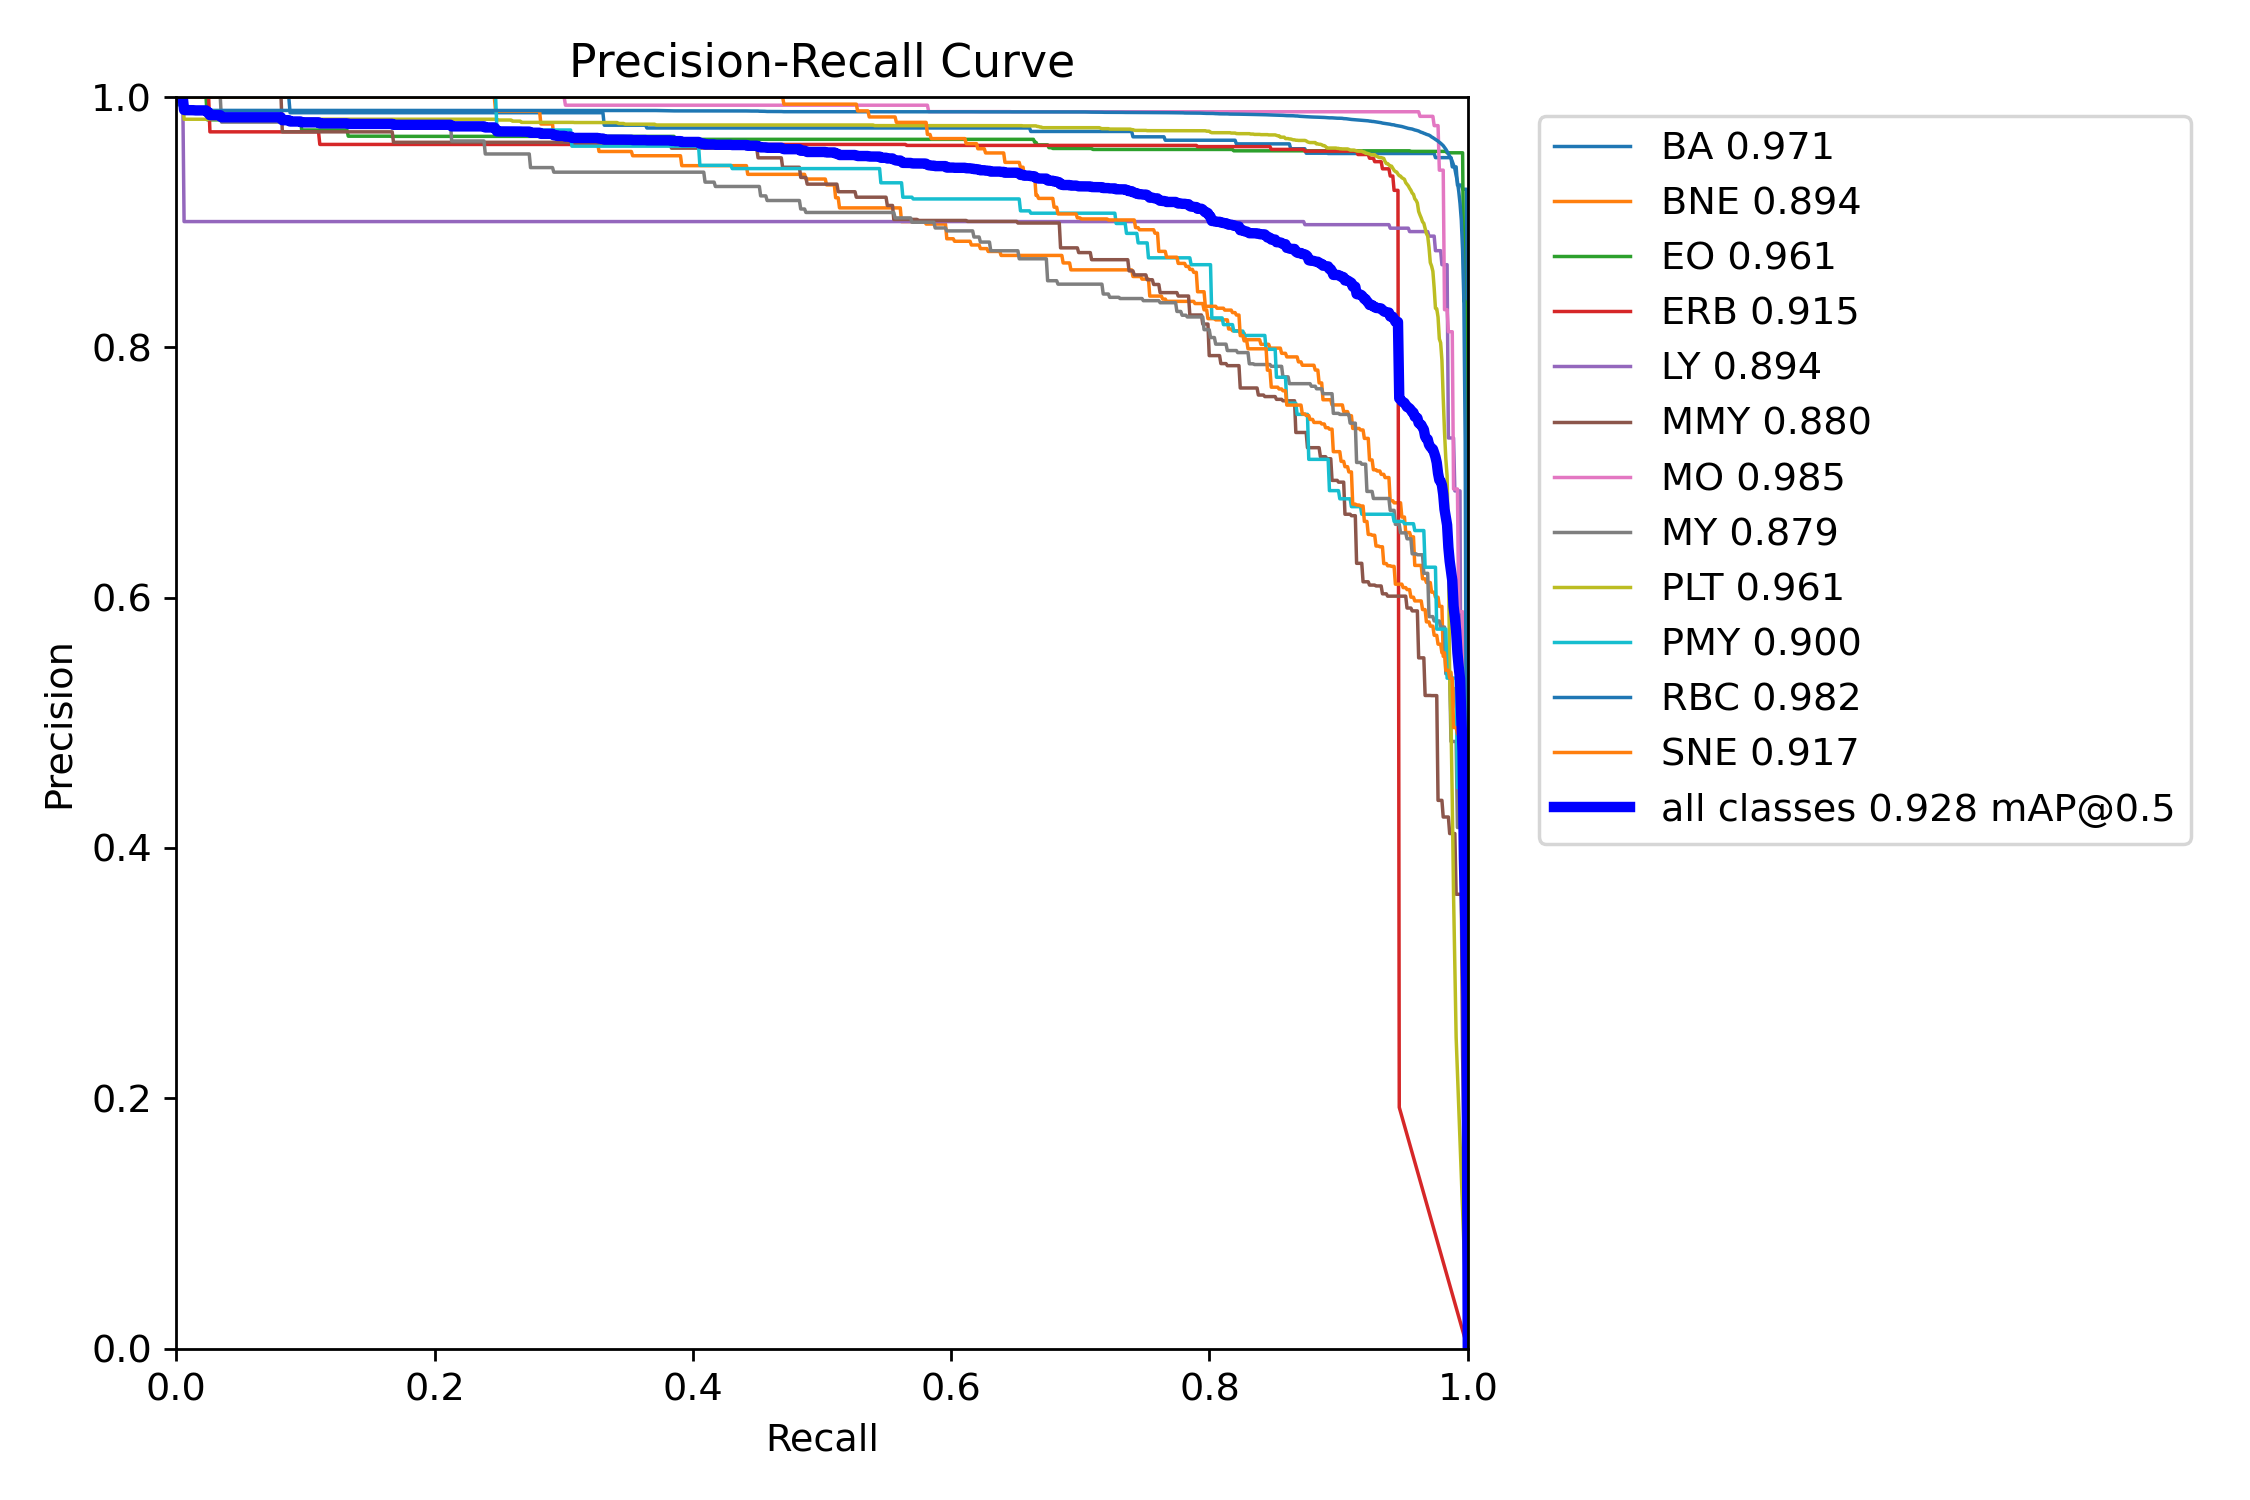 Precision-Recall Curve
1.0
0.8
0.6
0.4
0.2
0.0
Precision
0.0 0.2 0.4 0.6 0.8 1.0
Recall
BA 0.971
BNE 0.894
EO 0.961
ERB 0.915
LY 0.894
MMY 0.880
MO 0.985
MY 0.879
PLT 0.961
PMY 0.900
RBC 0.982
SNE 0.917
all classes 0.928 mAP@0.5